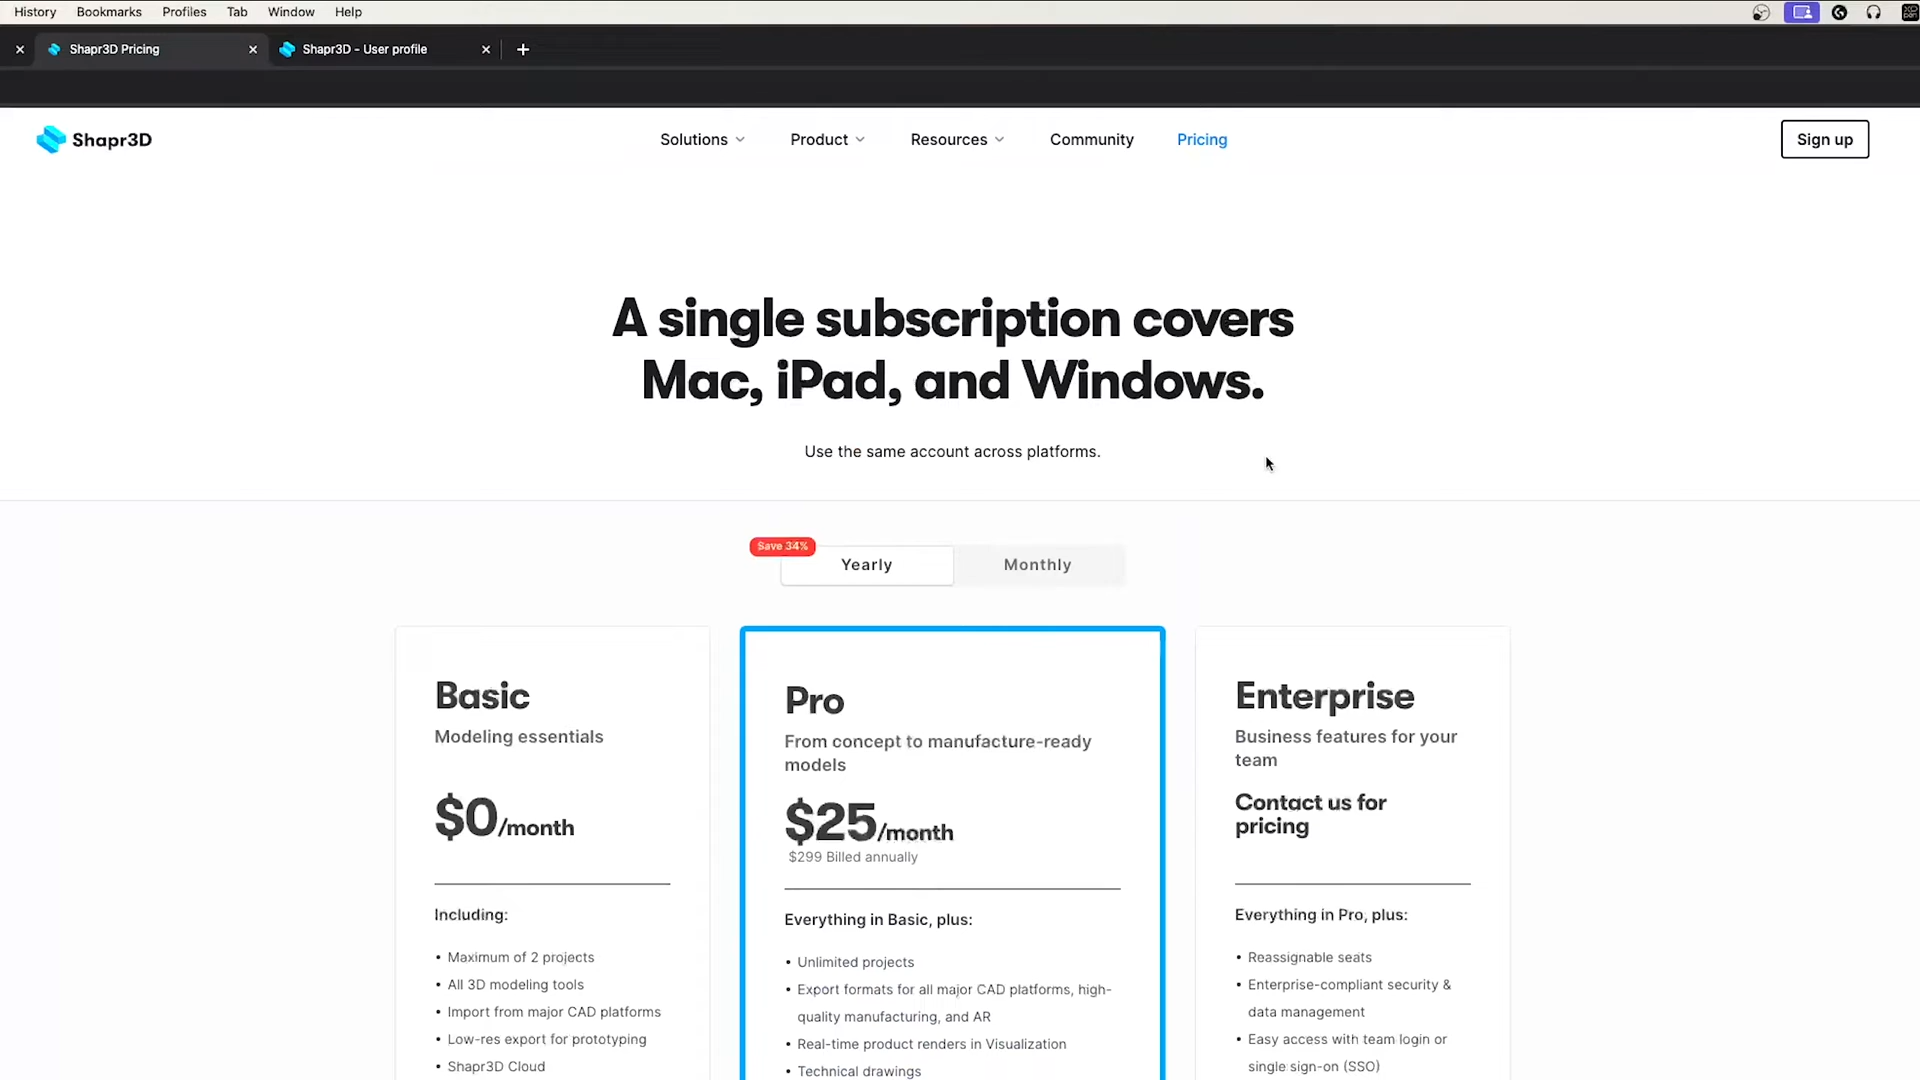 History Bookmarks Profiles Tab Window Help
Shapr3D Pricing
Shapr3D - User profile
Shapr3D
Solutions
Product
Resources
Community
Pricing
Sign up
A single subscription covers
Mac, iPad, and Windows.
Use the same account across platforms.
Save 34%
Yearly
Monthly
Basic
Modeling essentials
$0/month
Including:
• Maximum of 2 projects
• All 3D modeling tools
• Import from major CAD platforms
• Low-res export for prototyping
• Shapr3D Cloud
Pro
From concept to manufacture-ready
models
$25/month
$299 Billed annually
Everything in Basic, plus:
• Unlimited projects
• Export formats for all major CAD platforms, high-
quality manufacturing, and AR
• Real-time product renders in Visualization
• Technical drawings
Enterprise
Business features for your
team
Contact us for
pricing
Everything in Pro, plus:
• Reassignable seats
• Enterprise-compliant security &
data management
• Easy access with team login or
single sign-on (SSO)